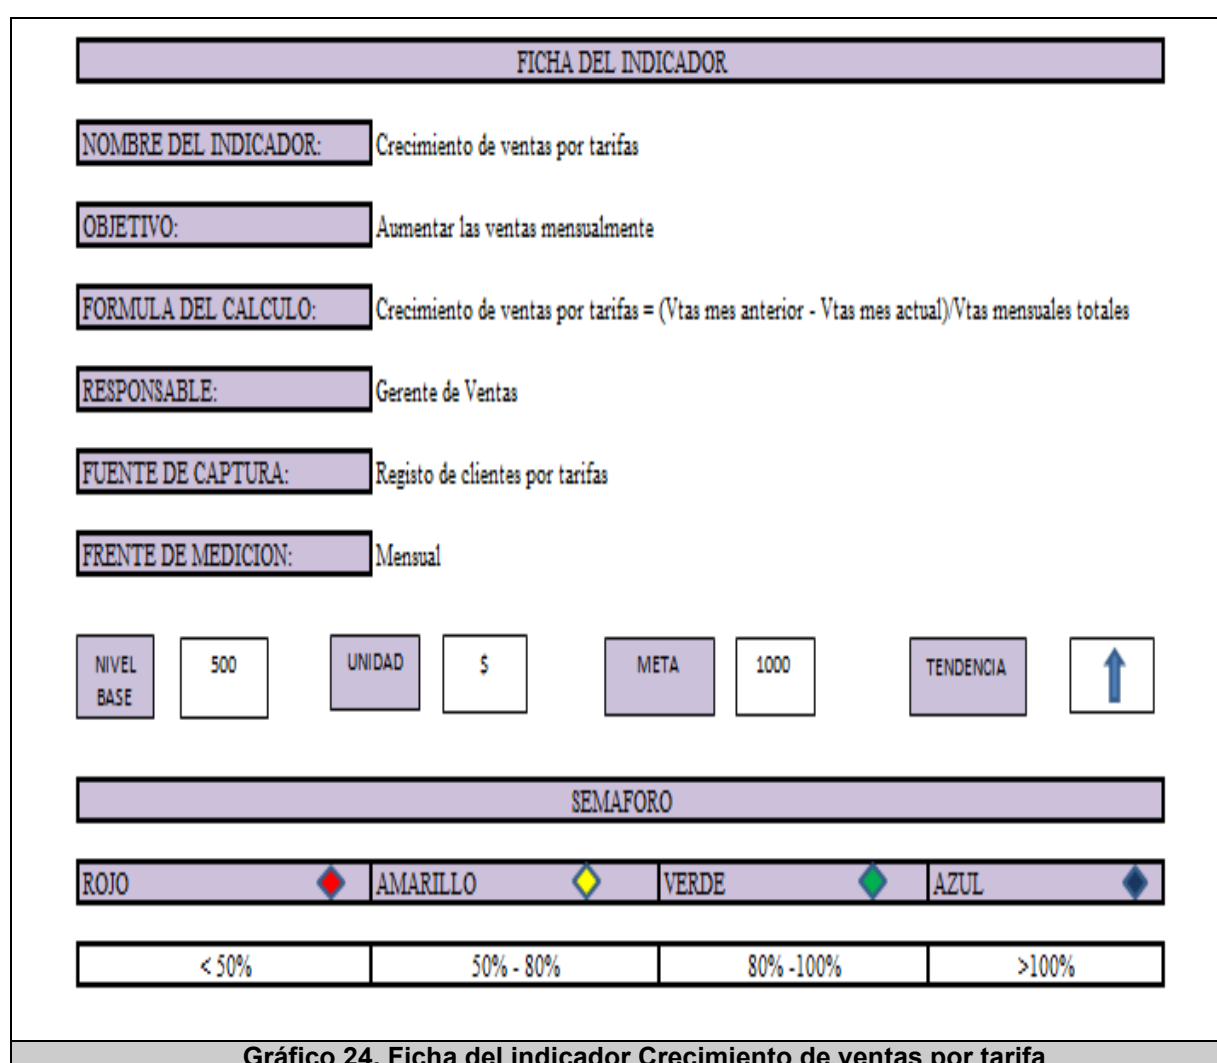 FICHA DEL INDICADOR
NOMBRE DEL INDICADOR: Crecimiento de ventas por tarifas
OBJETIVO: Aumentar las ventas mensualmente
FORMULA DEL CALCULO: Crecimiento de ventas por tarifas = (Vtas mes anterior - Vtas mes actual)/Vtas mensuales totales
RESPONSABLE: Gerente de Ventas
FUENTE DE CAPTURA: Registo de clientes por tarifas
FRENTE DE MEDICION: Mensual
NIVEL BASE 500 UNIDAD $ META 1000 TENDENCIA
SEMAFORO
ROJO AMARILLO VERDE AZUL
< 50% 50% - 80% 80% -100% >100%
Gráfico 24. Ficha del indicador Crecimiento de ventas por tarifa